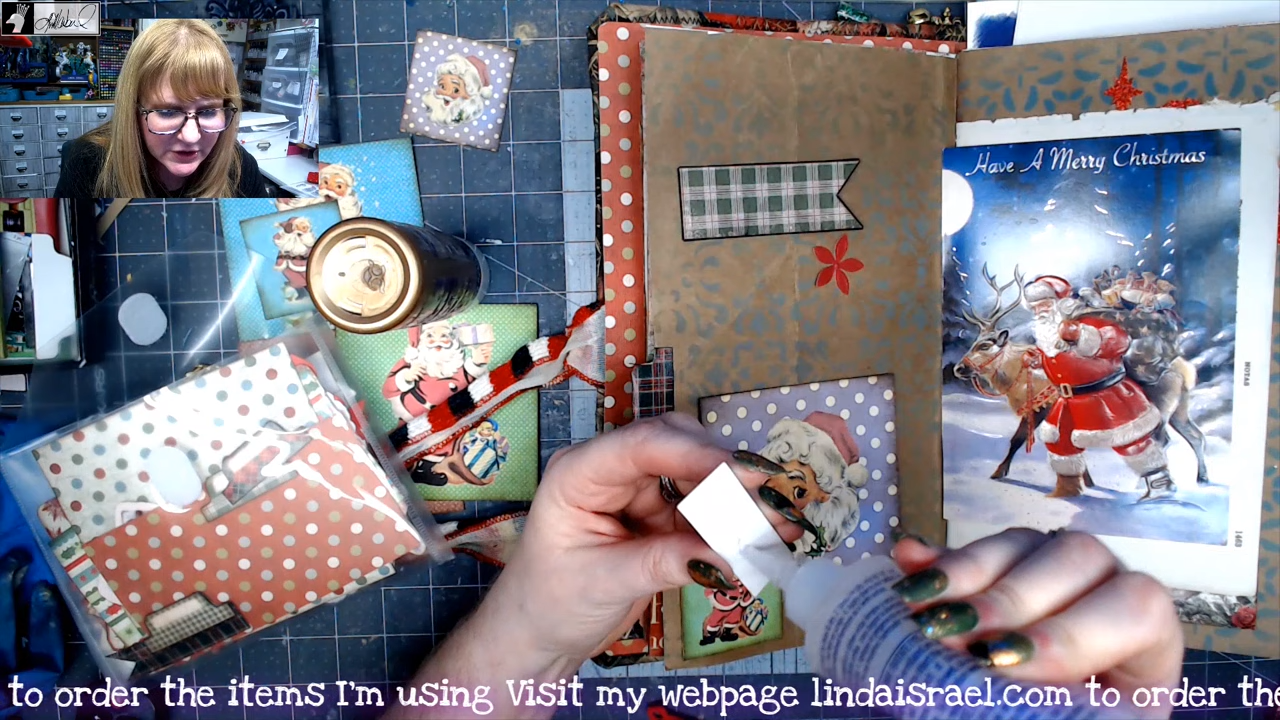 Have A Merry Christmas
to order the items I'm using Visit my webpage lindaisrael.com to order the